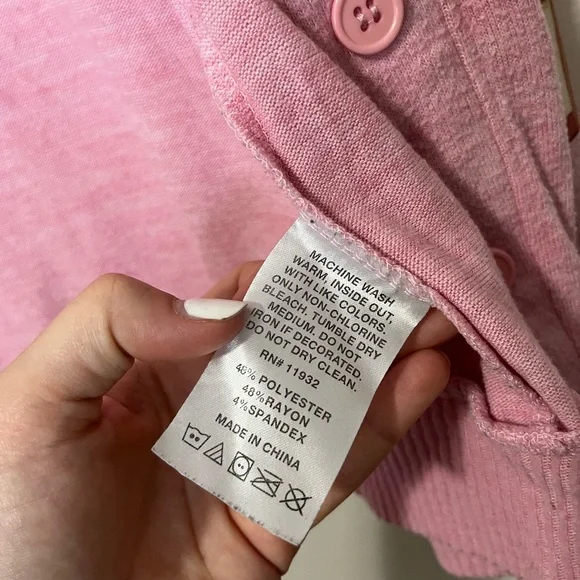 MACHINE WASH
WARM, INSIDE OUT,
WITH LIKE COLORS.
ONLY NON-CHLORINE
BLEACH. TUMBLE DRY
MEDIUM. DO NOT
IRON IF DECORATED.
DO NOT DRY CLEAN.
RN# 11932
48% POLYESTER
48%RAYON
4%SPANDEX
MADE IN CHINA